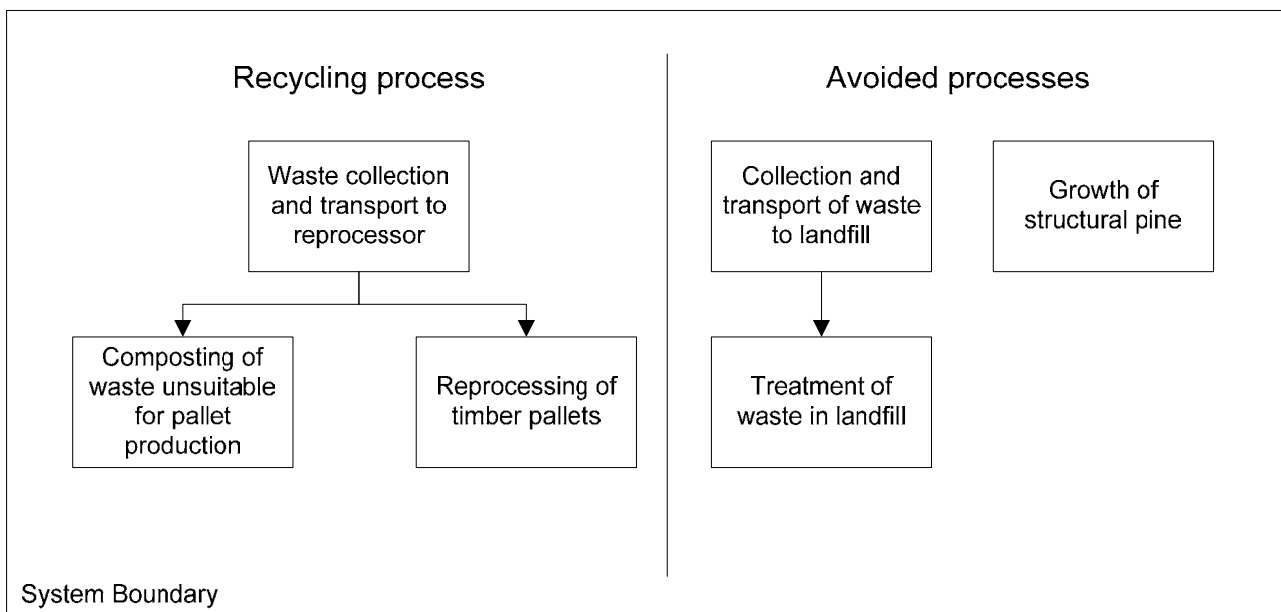 Recycling process
Waste collection
and transport to
reprocessor
Composting of
waste unsuitable
for pallet
production
Reprocessing of
timber pallets
Avoided processes
Collection and
transport of waste
to landfill
Growth of
structural pine
Treatment of
waste in landfill
System Boundary